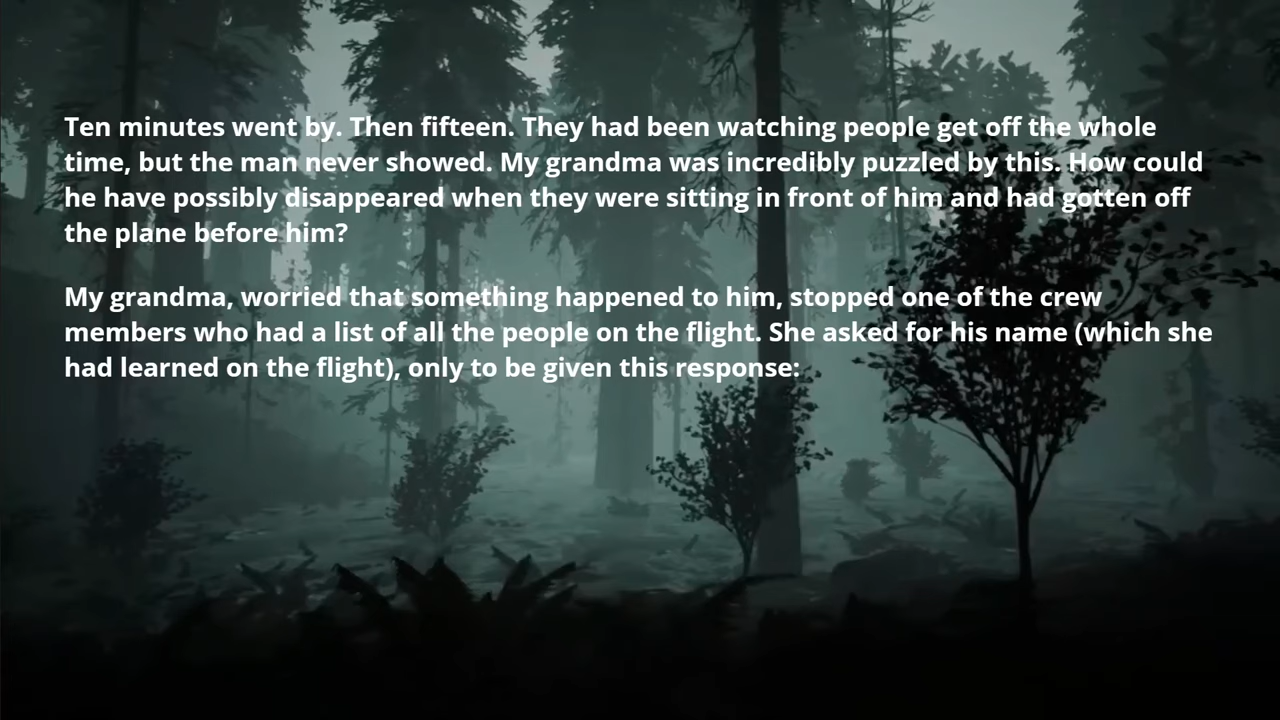 Ten minutes went by. Then fifteen. They had been watching people get off the whole
time, but the man never showed. My grandma was incredibly puzzled by this. How could
he have possibly disappeared when they were sitting in front of him and had gotten off
the plane before him?
My grandma, worried that something happened to him, stopped one of the crew
members who had a list of all the people on the flight. She asked for his name (which she
had learned on the flight), only to be given this response: